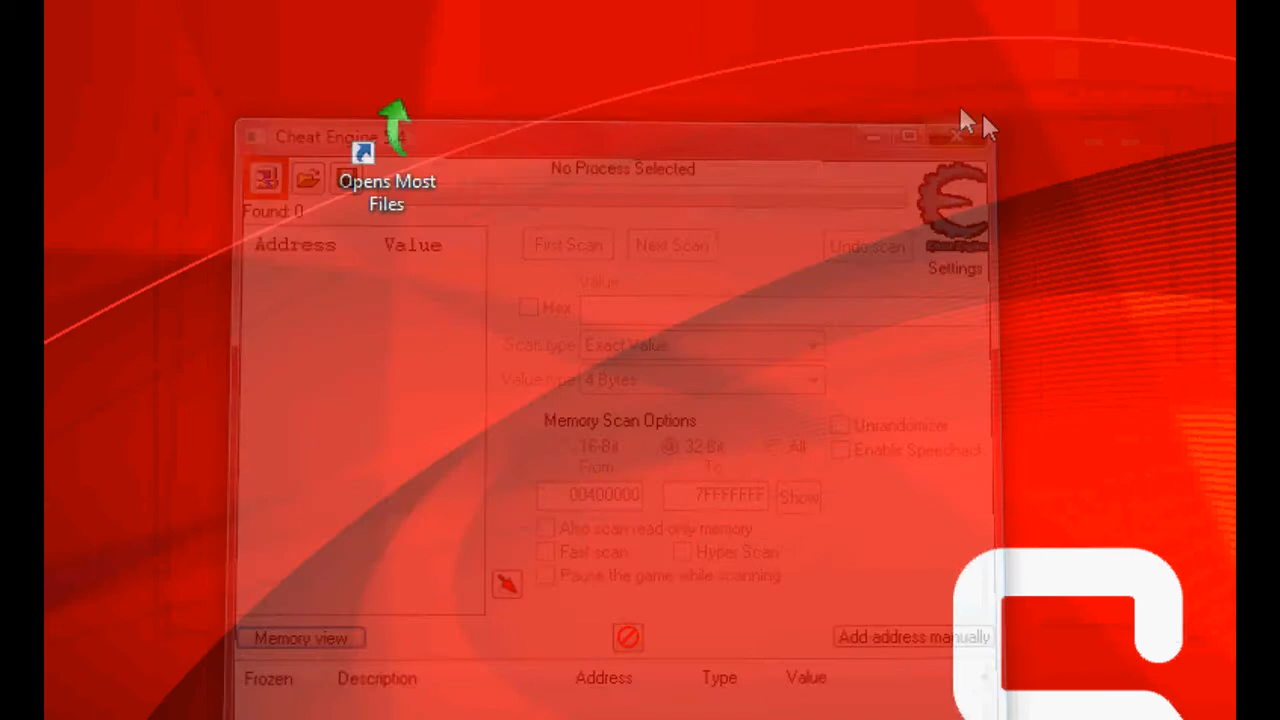 Cheat Engine 5.4
No Process Selected
Opens Most
Files
Found: 0
Address Value
First Scan Next Scan Undo scan
Settings
Value:
Hex
Scan type Exact Value
Value type 4 Bytes
Memory Scan Options
Unrandomizer
16-Bit 32-Bit All
Enable Speedhack
From To
00400000 7FFFFFFF Show
Also scan read-only memory
Fast scan Hyper Scan
Pause the game while scanning
Memory view Add address manually
Frozen Description Address Type Value